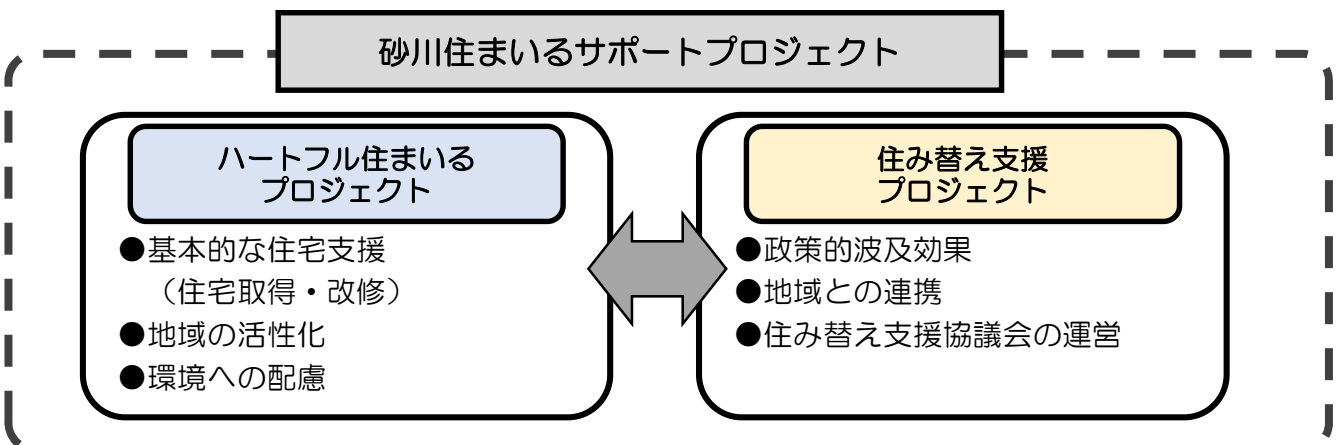 砂川住まいるサポートプロジェクト
ハートフル住まいる
プロジェクト
●基本的な住宅支援
（住宅取得・改修）
●地域の活性化
●環境への配慮
住み替え支援
プロジェクト
●政策的波及効果
●地域との連携
●住み替え支援協議会の運営